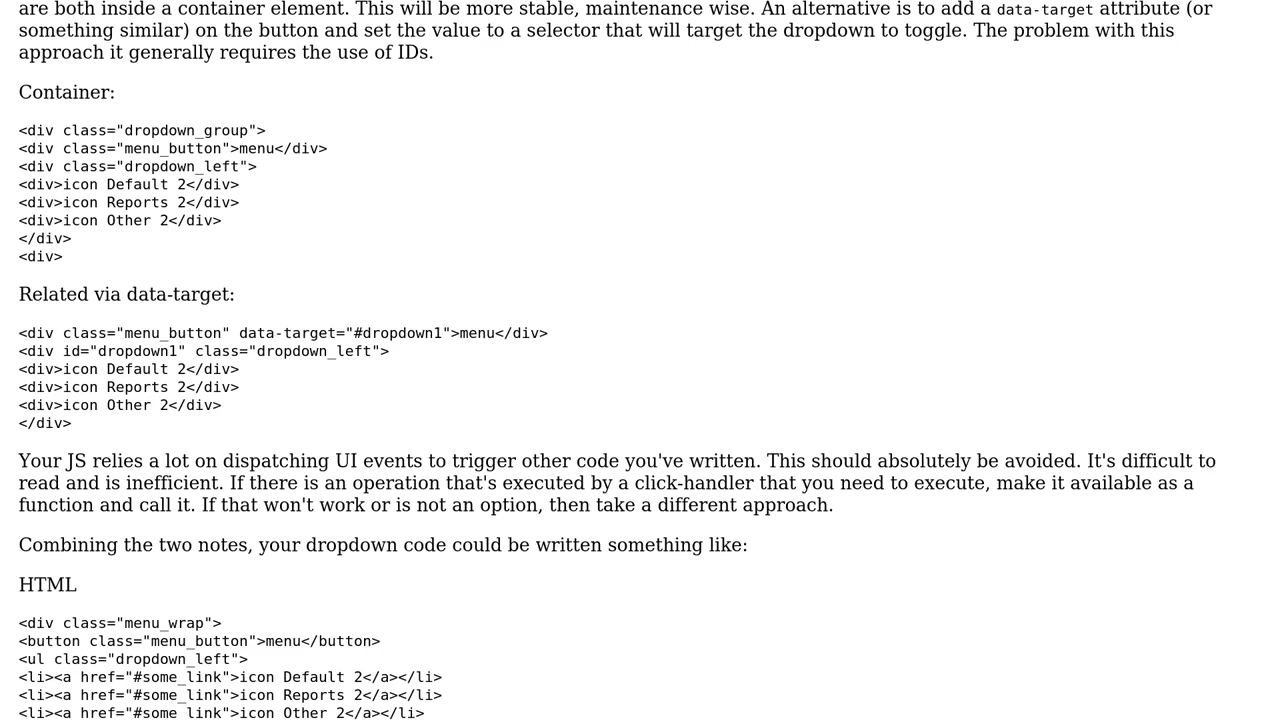 are both inside a container element. This will be more stable, maintenance wise. An alternative is to add a data-target attribute (or
something similar) on the button and set the value to a selector that will target the dropdown to toggle. The problem with this
approach it generally requires the use of IDs.
Container:
<div class="dropdown_group">
<div class="menu_button">menu</div>
<div class="dropdown_left">
<div>icon Default 2</div>
<div>icon Reports 2</div>
<div>icon Other 2</div>
</div>
<div>
Related via data-target:
<div class="menu_button" data-target="#dropdown1">menu</div>
<div id="dropdown1" class="dropdown_left">
<div>icon Default 2</div>
<div>icon Reports 2</div>
<div>icon Other 2</div>
</div>
Your JS relies a lot on dispatching UI events to trigger other code you've written. This should absolutely be avoided. It's difficult to
read and is inefficient. If there is an operation that's executed by a click-handler that you need to execute, make it available as a
function and call it. If that won't work or is not an option, then take a different approach.
Combining the two notes, your dropdown code could be written something like:
HTML
<div class="menu_wrap">
<button class="menu_button">menu</button>
<ul class="dropdown_left">
<li><a href="#some_link">icon Default 2</a></li>
<li><a href="#some_link">icon Reports 2</a></li>
<li><a href="#some_link">icon Other 2</a></li>